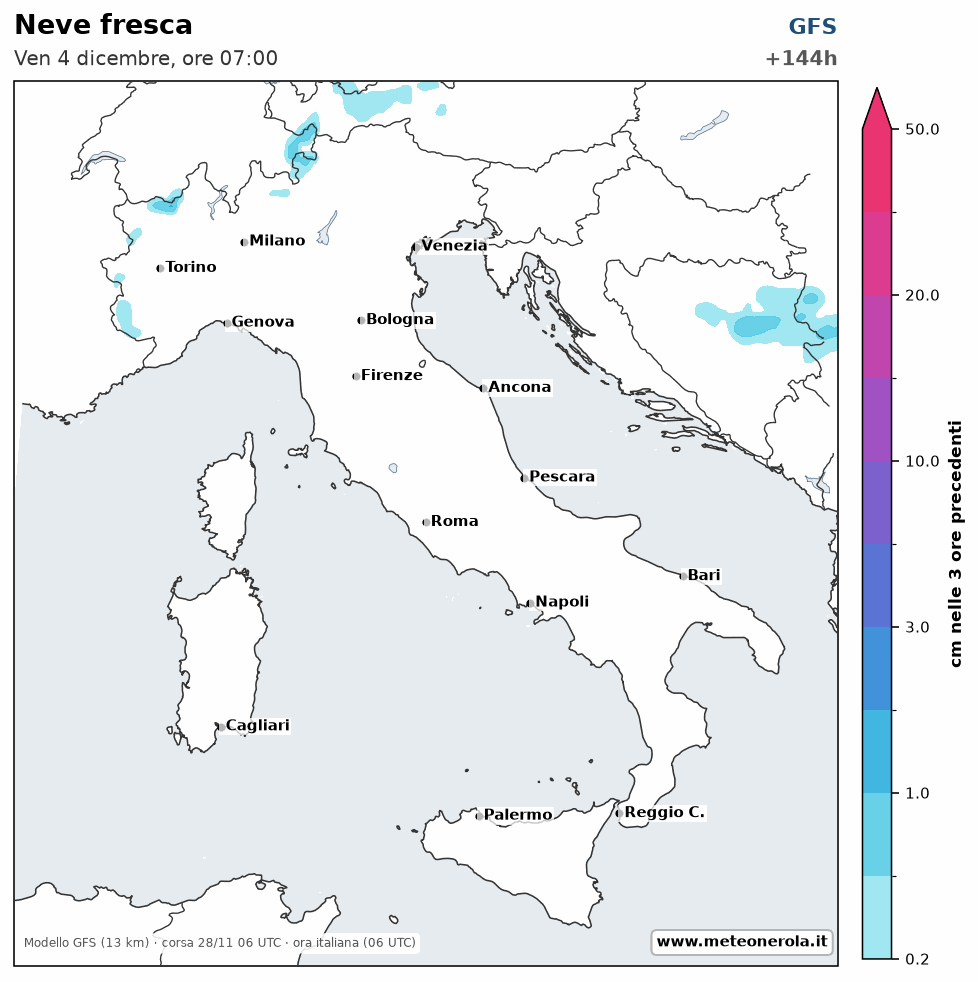 Neve fresca
GFS
Ven 4 dicembre, ore 07:00
+144h
50.0
20.0
10.0
3.0
1.0
0.2
cm nelle 3 ore precedenti
Milano
Venezia
Torino
Genova
Bologna
Firenze
Ancona
Pescara
Roma
Bari
Napoli
Cagliari
Palermo
Reggio C.
Modello GFS (13 km) · corsa 28/11 06 UTC · ora italiana (06 UTC)
www.meteonerola.it